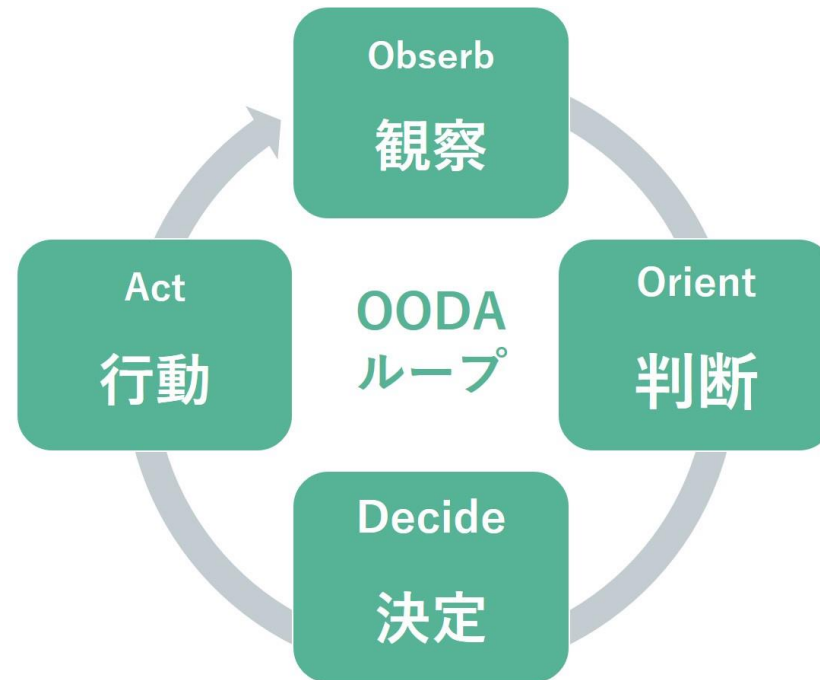 Obserb
観察
Orient
判断
Decide
決定
Act
行動
OODA
ループ